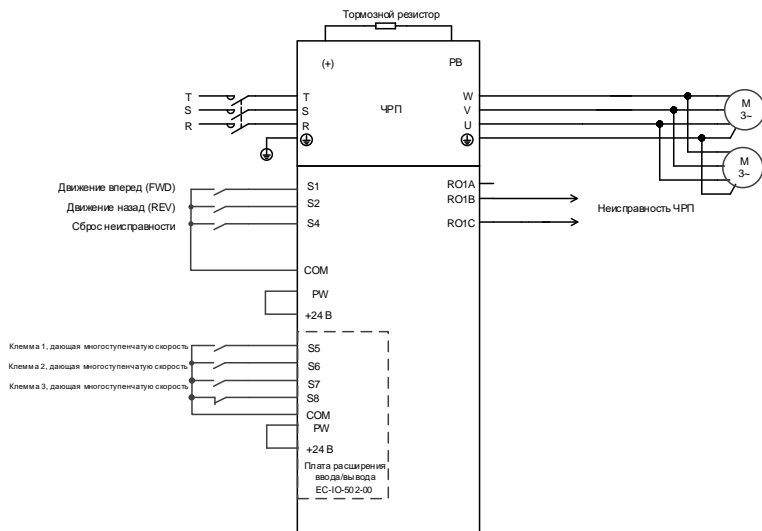 Тормозной резистор
(+)
PB
T
T
W
M
3~
S
S
ЧРП
V
R
R
U
M
3~
Движение вперед (FWD)
S1
RO1A
Движение назад (REV)
S2
RO1B
Неисправность ЧРП
Сброс неисправности
S4
RO1C
COM
PW
+24 В
Клемма 1, дающая многоступенчатую скорость
S5
Клемма 2, дающая многоступенчатую скорость
S6
Клемма 3, дающая многоступенчатую скорость
S7
S8
COM
PW
+24 В
Плата расширения
ввода/вывода
EC-IO-502-00